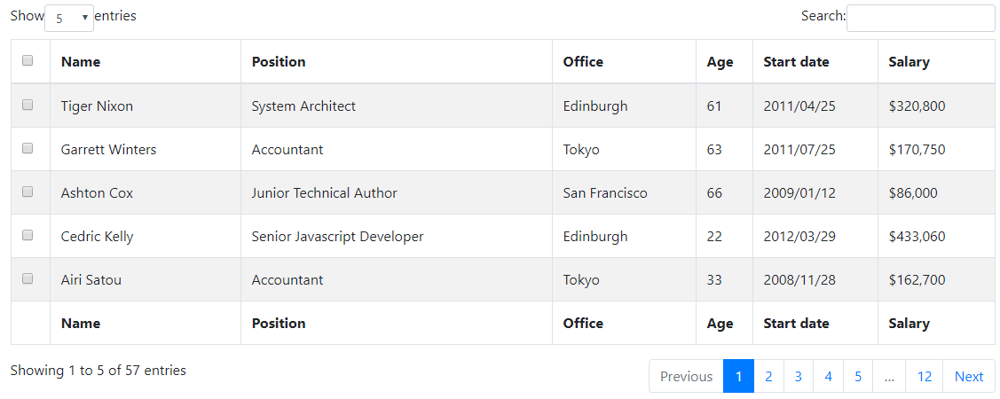 Show 5 entries Search:
Name Position Office Age Start date Salary
Tiger Nixon System Architect Edinburgh 61 2011/04/25 $320,800
Garrett Winters Accountant Tokyo 63 2011/07/25 $170,750
Ashton Cox Junior Technical Author San Francisco 66 2009/01/12 $86,000
Cedric Kelly Senior Javascript Developer Edinburgh 22 2012/03/29 $433,060
Airi Satou Accountant Tokyo 33 2008/11/28 $162,700
Name Position Office Age Start date Salary
Showing 1 to 5 of 57 entries Previous 1 2 3 4 5 ... 12 Next